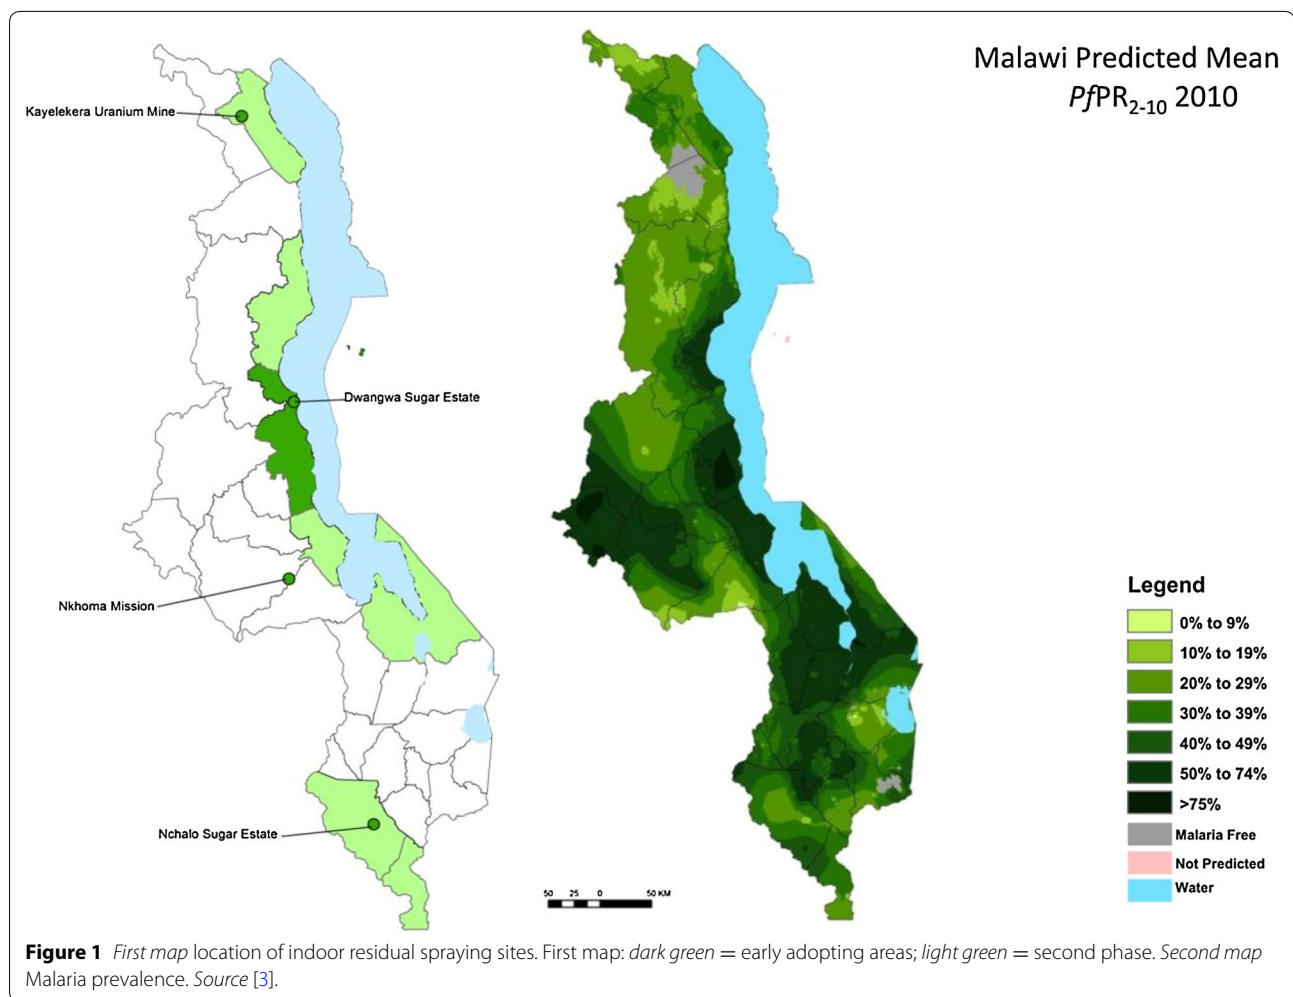 Malawi Predicted Mean
PfPR2-10 2010
Kayelekera Uranium Mine
Dwangwa Sugar Estate
Nkhoma Mission
Nchalo Sugar Estate
Legend
0% to 9%
10% to 19%
20% to 29%
30% to 39%
40% to 49%
50% to 74%
>75%
Malaria Free
Not Predicted
Water
50 25 0 50 KM
Figure 1 First map location of indoor residual spraying sites. First map: dark green = early adopting areas; light green = second phase. Second map
Malaria prevalence. Source [3].